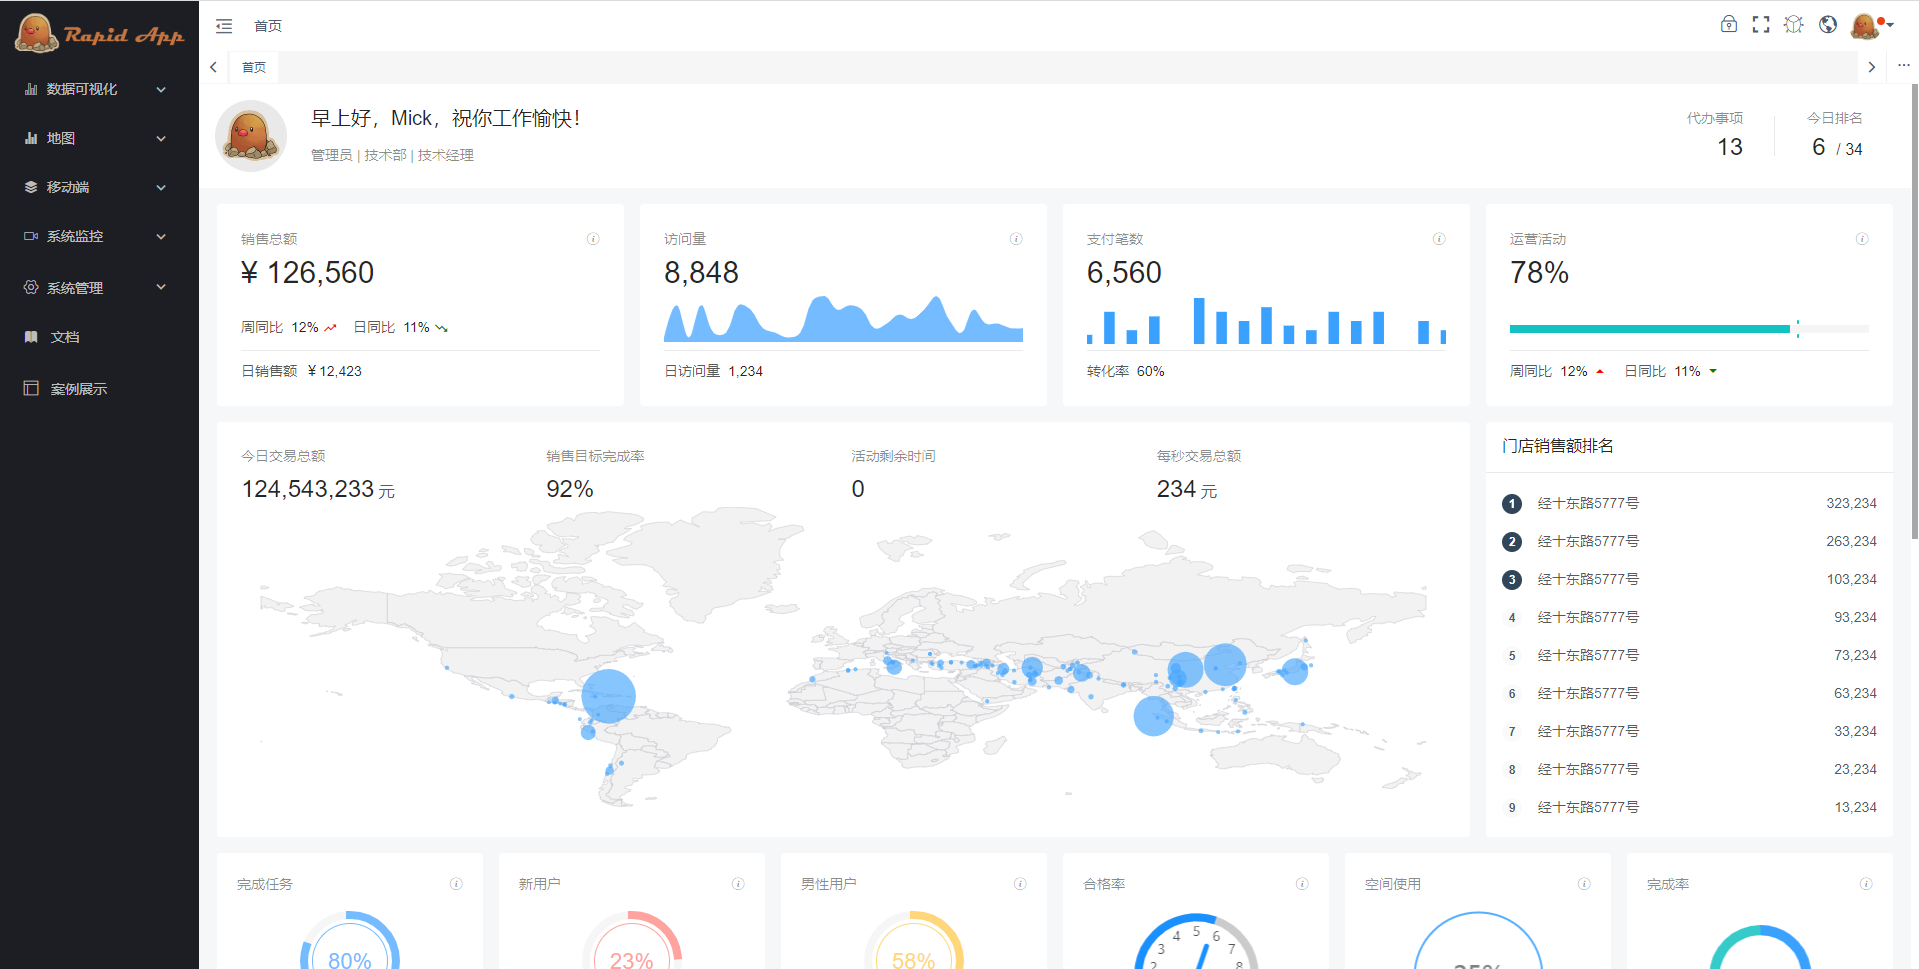 Rapid App
首页
数据可视化
地图
移动端
系统监控
系统管理
文档
案例展示
首页
早上好，Mick，祝你工作愉快！
管理员 | 技术部 | 技术经理
代办事项
13
今日排名
6 / 34
销售总额
¥ 126,560
周同比 12% 日同比 11%
日销售额 ¥ 12,423
访问量
8,848
日访问量 1,234
支付笔数
6,560
转化率 60%
运营活动
78%
周同比 12% 日同比 11%
今日交易总额
124,543,233 元
销售目标完成率
92%
活动剩余时间
0
每秒交易总额
234 元
门店销售额排名
1 经十东路5777号 323,234
2 经十东路5777号 263,234
3 经十东路5777号 103,234
4 经十东路5777号 93,234
5 经十东路5777号 73,234
6 经十东路5777号 63,234
7 经十东路5777号 33,234
8 经十东路5777号 23,234
9 经十东路5777号 13,234
完成任务
80%
新用户
23%
男性用户
58%
合格率
2 3 4 5 6 7 8
空间使用
完成率